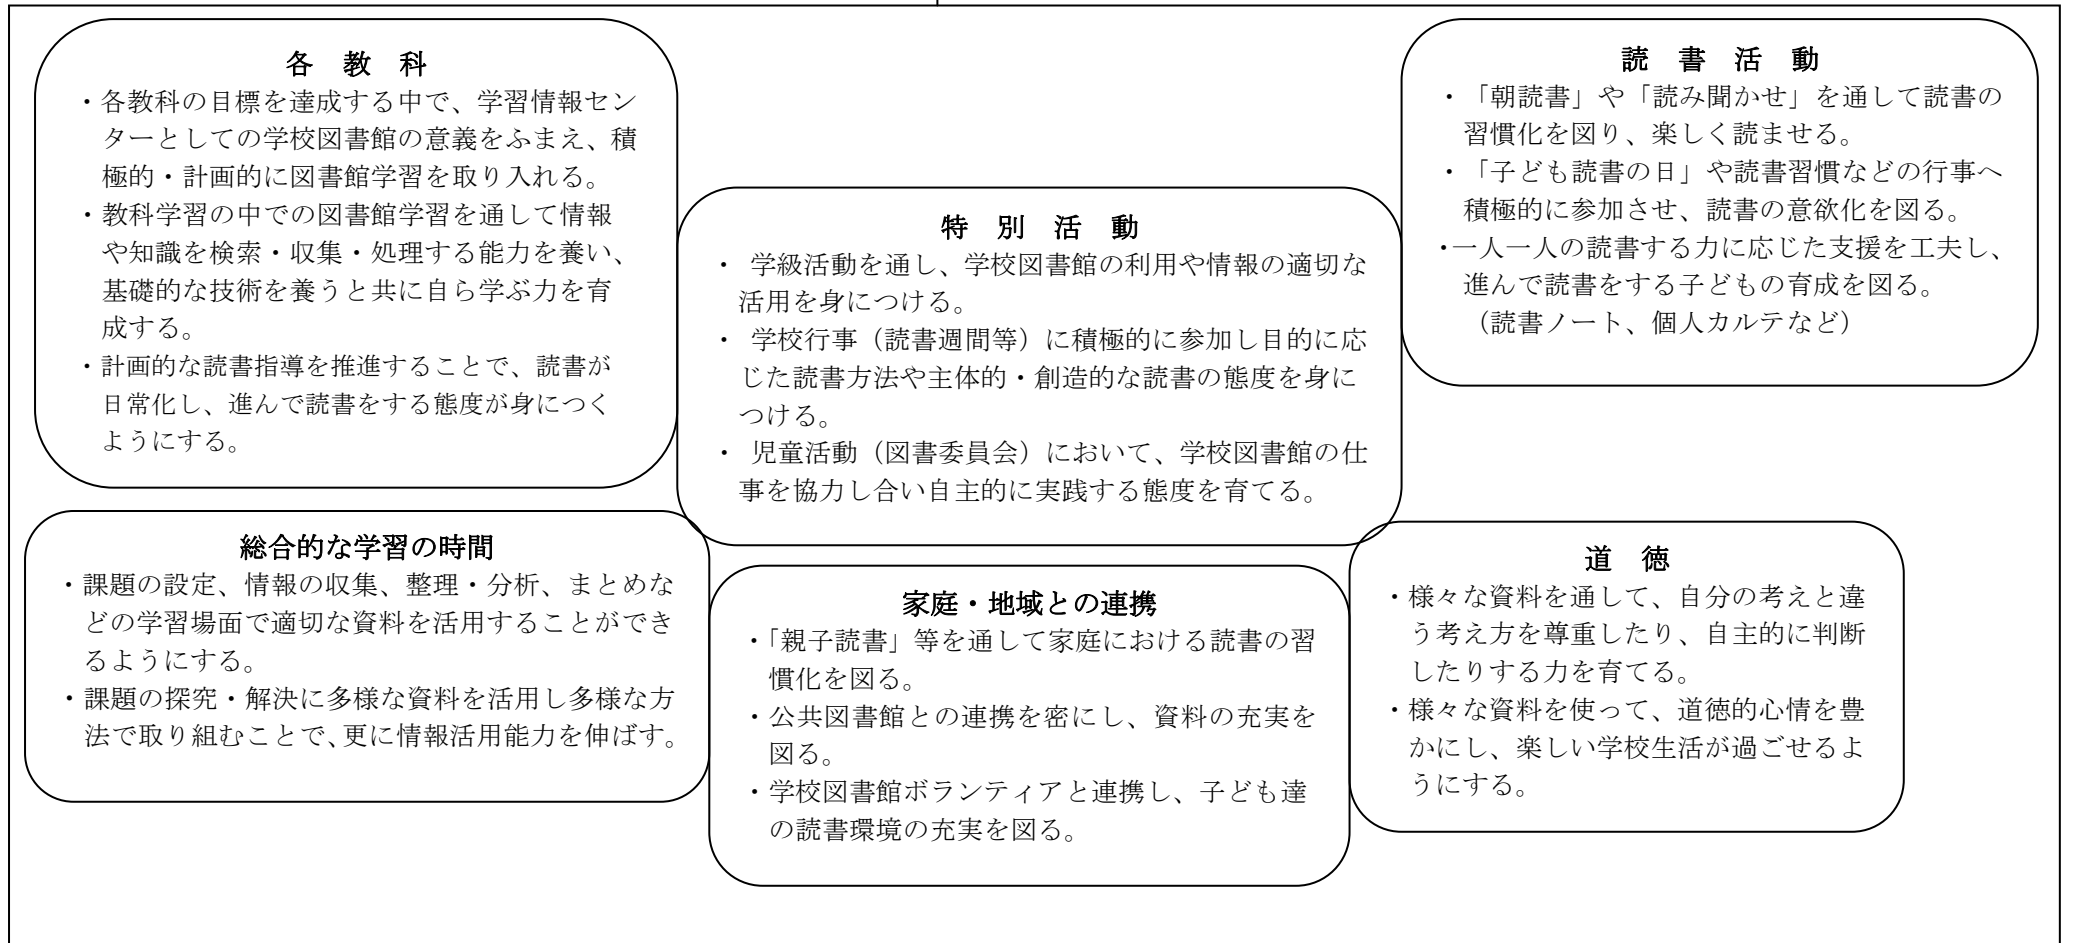 各　教　科
・各教科の目標を達成する中で、学習情報セン
ターとしての学校図書館の意義をふまえ、積
極的・計画的に図書館学習を取り入れる。
・教科学習の中での図書館学習を通して情報
や知識を検索・収集・処理する能力を養い、
基礎的な技術を養うと共に自ら学ぶ力を育
成する。
・計画的な読書指導を推進することで、読書が
日常化し、進んで読書をする態度が身につく
ようにする。
特　別　活　動
・ 学級活動を通し、学校図書館の利用や情報の適切な
活用を身につける。
・ 学校行事（読書週間等）に積極的に参加し目的に応
じた読書方法や主体的・創造的な読書の態度を身に
つける。
・ 児童活動（図書委員会）において、学校図書館の仕
事を協力し合い自主的に実践する態度を育てる。
読　書　活　動
・「朝読書」や「読み聞かせ」を通して読書の
習慣化を図り、楽しく読ませる。
・「子ども読書の日」や読書習慣などの行事へ
積極的に参加させ、読書の意欲化を図る。
・一人一人の読書する力に応じた支援を工夫し、
進んで読書をする子どもの育成を図る。
（読書ノート、個人カルテなど）
総合的な学習の時間
・課題の設定、情報の収集、整理・分析、まとめな
どの学習場面で適切な資料を活用することができ
るようにする。
・課題の探究・解決に多様な資料を活用し多様な方
法で取り組むことで、更に情報活用能力を伸ばす。
家庭・地域との連携
・「親子読書」等を通して家庭における読書の習
慣化を図る。
・公共図書館との連携を密にし、資料の充実を
図る。
・学校図書館ボランティアと連携し、子ども達
の読書環境の充実を図る。
道　徳
・様々な資料を通して、自分の考えと違
う考え方を尊重したり、自主的に判断
したりする力を育てる。
・様々な資料を使って、道徳的心情を豊
かにし、楽しい学校生活が過ごせるよ
うにする。